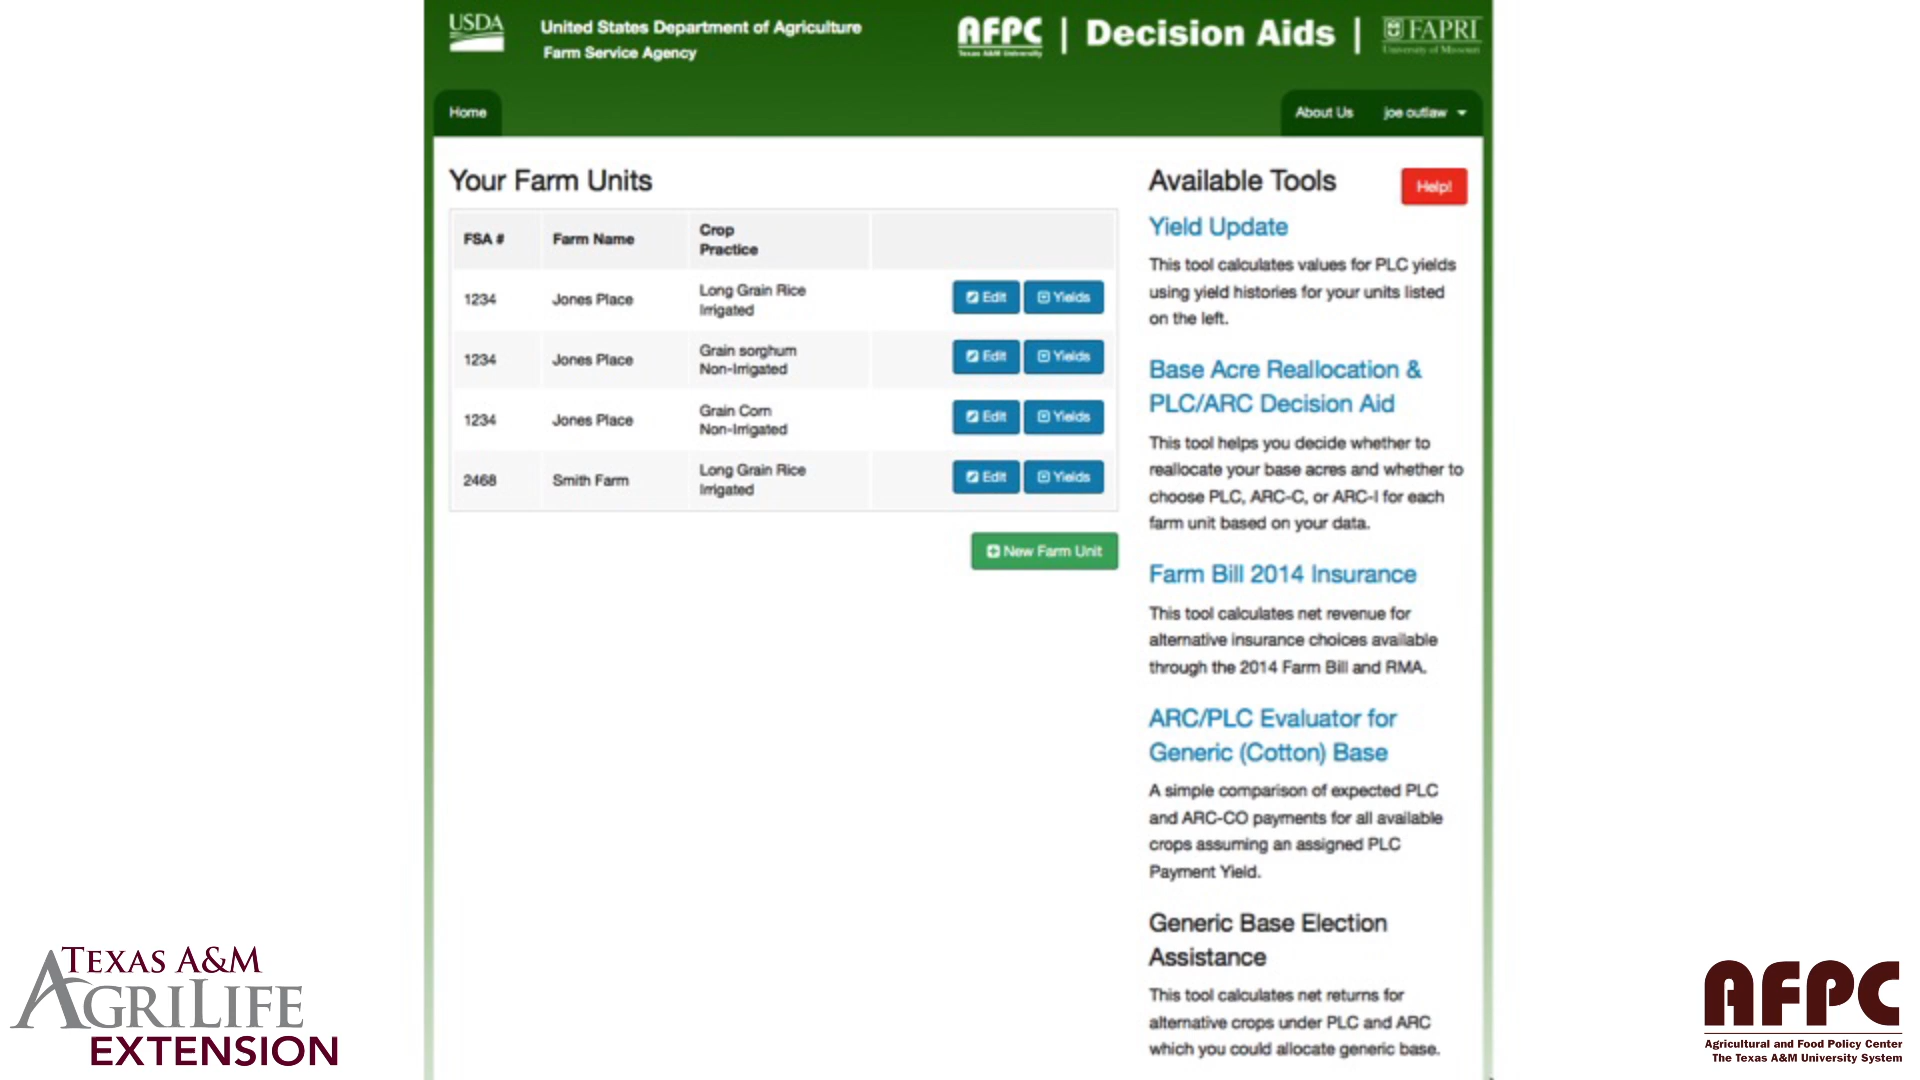 USDA
United States Department of Agriculture
Farm Service Agency
AFPC | Decision Aids |
Texas A&M University
FAPRI
University of Missouri
Home
About Us
joe outlaw
Your Farm Units
FSA # Farm Name Crop
Practice
1234 Jones Place Long Grain Rice
Irrigated
Edit Yields
1234 Jones Place Grain sorghum
Non-Irrigated
Edit Yields
1234 Jones Place Grain Corn
Non-Irrigated
Edit Yields
2468 Smith Farm Long Grain Rice
Irrigated
Edit Yields
New Farm Unit
Available Tools
Help!
Yield Update
This tool calculates values for PLC yields
using yield histories for your units listed
on the left.
Base Acre Reallocation &
PLC/ARC Decision Aid
This tool helps you decide whether to
reallocate your base acres and whether to
choose PLC, ARC-C, or ARC-I for each
farm unit based on your data.
Farm Bill 2014 Insurance
This tool calculates net revenue for
alternative insurance choices available
through the 2014 Farm Bill and RMA.
ARC/PLC Evaluator for
Generic (Cotton) Base
A simple comparison of expected PLC
and ARC-CO payments for all available
crops assuming an assigned PLC
Payment Yield.
Generic Base Election
Assistance
This tool calculates net returns for
alternative crops under PLC and ARC
which you could allocate generic base.
TEXAS A&M
AGRILIFE
EXTENSION
AFPC
Agricultural and Food Policy Center
The Texas A&M University System